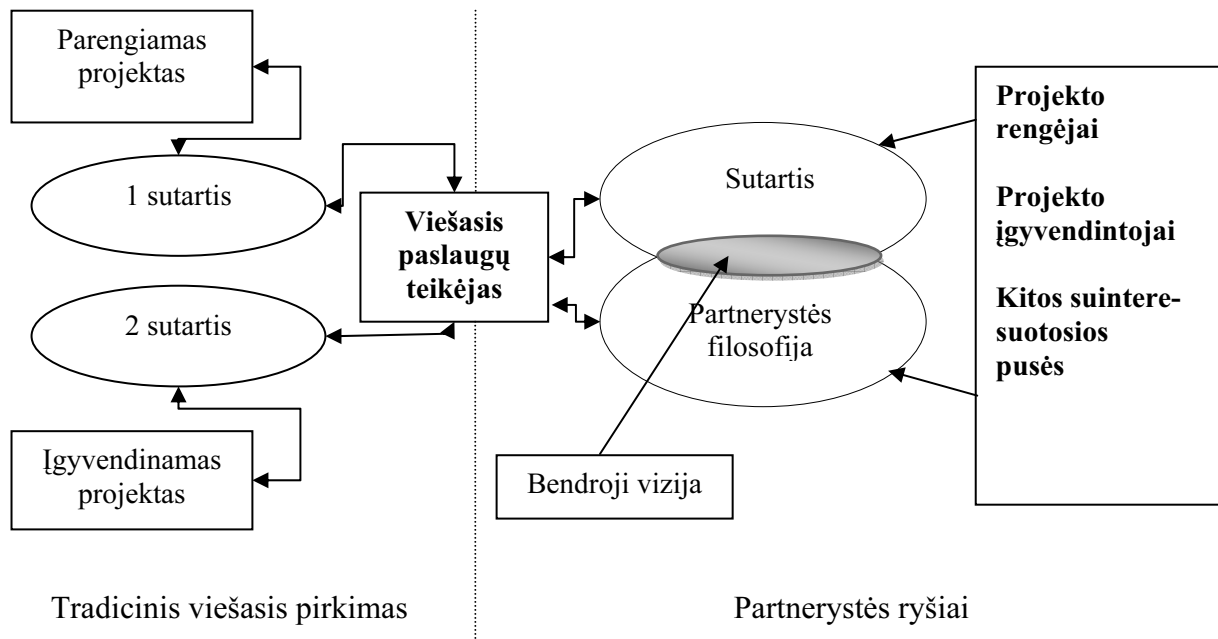 Parengiamas
projektas
1 sutartis
2 sutartis
Įgyvendinamas
projektas
Viešasis
paslaugų
teikėjas
Sutartis
Partnerystės
filosofija
Bendroji vizija
Projekto
rengėjai
Projekto
įgyvendintojai
Kitos suintere-
suotosios
pusės
Tradicinis viešasis pirkimas
Partnerystės ryšiai